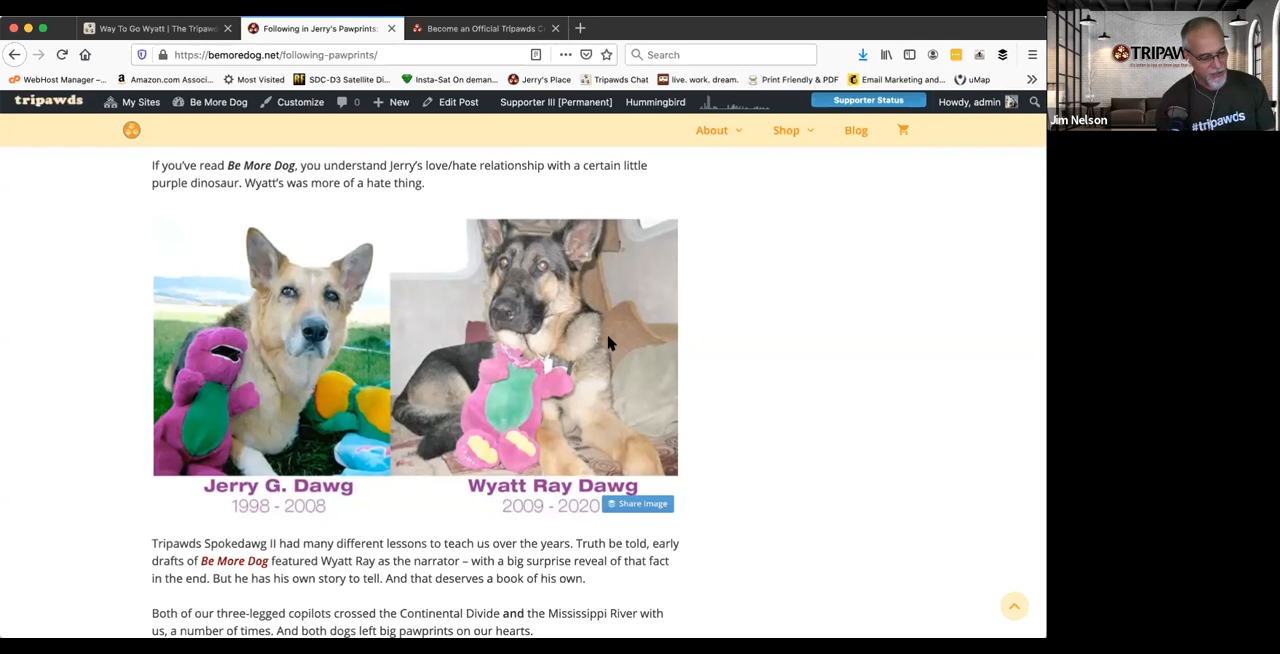 Way To Go Wyatt | The Tripawd
Following in Jerry's Pawprints:
Become an Official Tripawds C
https://bemoredog.net/following-pawprints/
Search
WebHost Manager –...
Amazon.com Associ...
Most Visited
SDC-D3 Satellite Di...
Insta-Sat On deman...
Jerry's Place
Tripawds Chat
live. work. dream.
Print Friendly & PDF
Email Marketing and...
uMap
tripawds
My Sites
Be More Dog
Customize
0
New
Edit Post
Supporter III [Permanent]
Hummingbird
Supporter Status
Howdy, admin
About
Shop
Blog
If you've read Be More Dog, you understand Jerry's love/hate relationship with a certain little
purple dinosaur. Wyatt's was more of a hate thing.
Jerry G. Dawg
1998 - 2008
Wyatt Ray Dawg
2009 - 2020
Share Image
Tripawds Spokedawg II had many different lessons to teach us over the years. Truth be told, early
drafts of Be More Dog featured Wyatt Ray as the narrator – with a big surprise reveal of that fact
in the end. But he has his own story to tell. And that deserves a book of his own.
Both of our three-legged copilots crossed the Continental Divide and the Mississippi River with
us, a number of times. And both dogs left big pawprints on our hearts.
TRIPAW
#tripawds
Jim Nelson